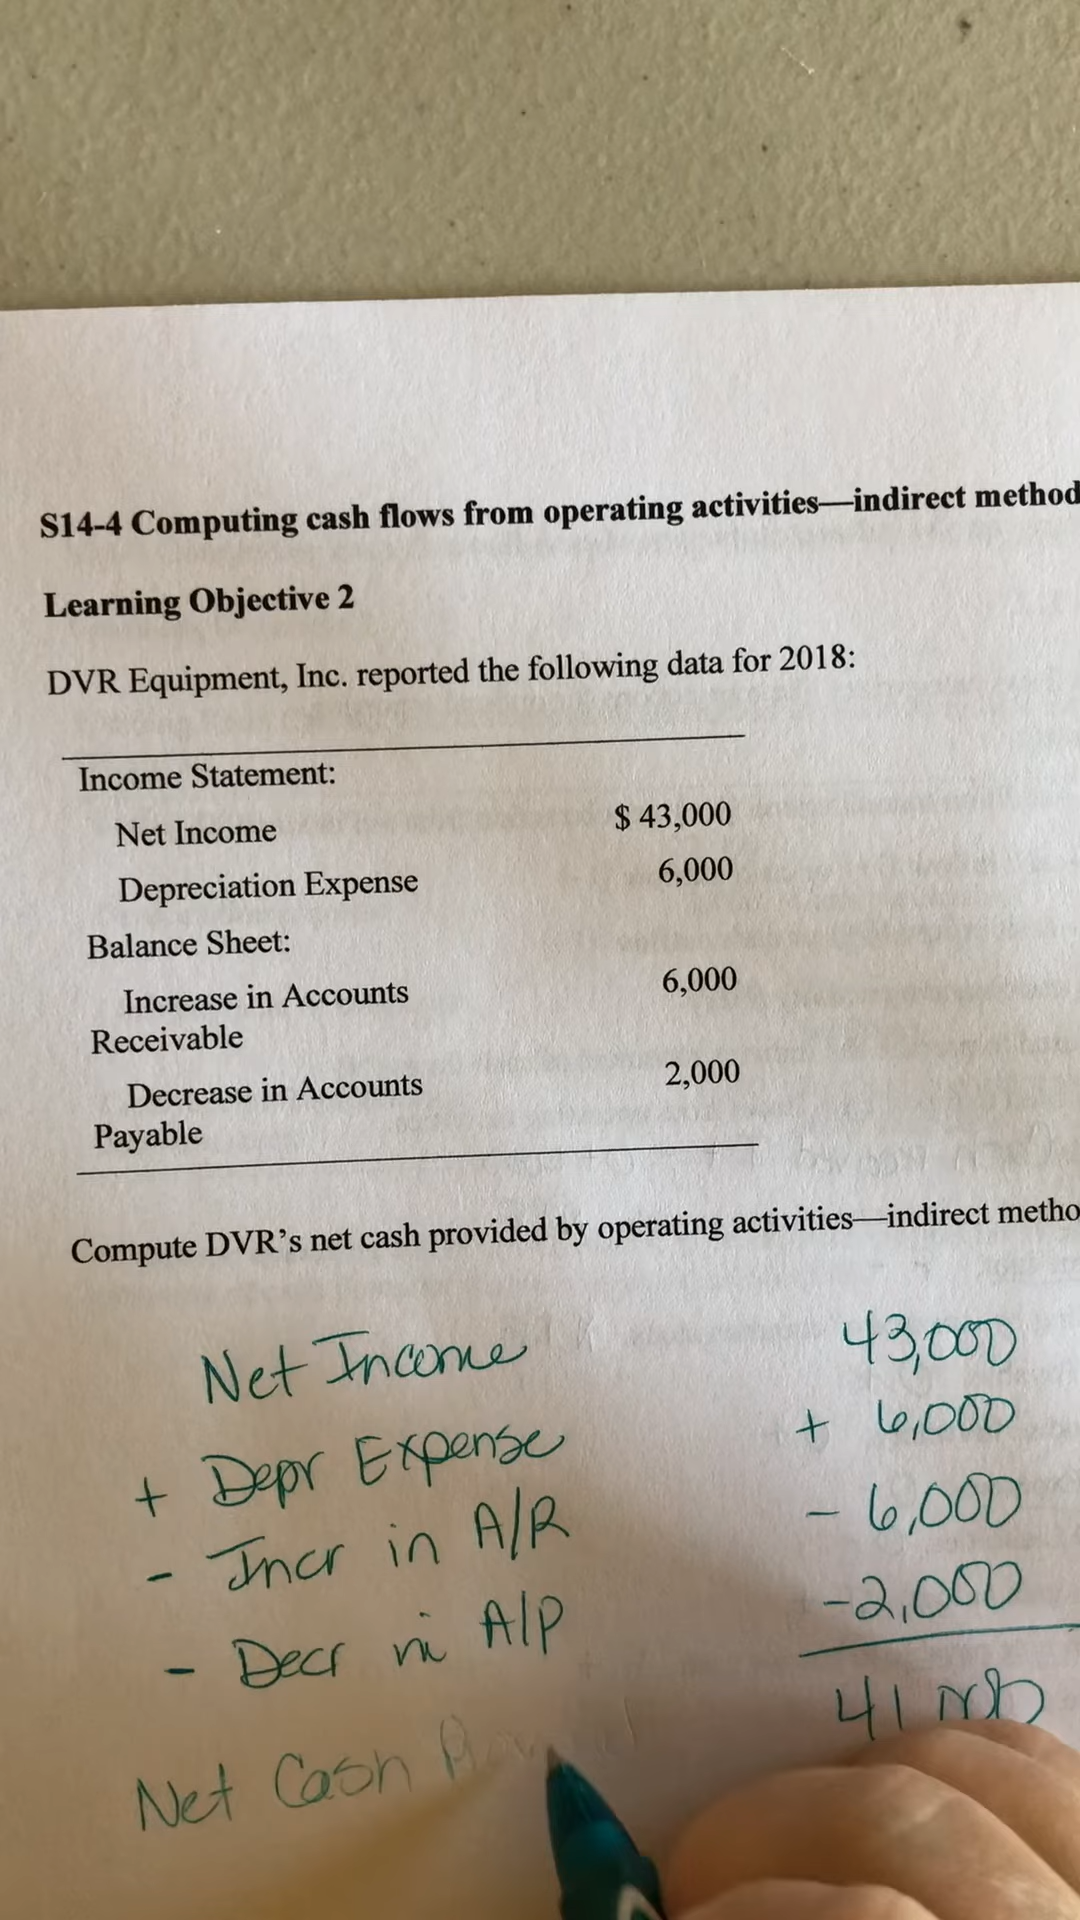 S14-4 Computing cash flows from operating activities—indirect method
Learning Objective 2
DVR Equipment, Inc. reported the following data for 2018:
Income Statement:
Net Income $ 43,000
Depreciation Expense 6,000
Balance Sheet:
Increase in Accounts 6,000
Receivable
Decrease in Accounts 2,000
Payable
Compute DVR's net cash provided by operating activities—indirect metho
Net Income 43,000
+ Depr Expense + 6,000
- Incr in A/R - 6,000
- Decr in A/P -2,000
41
Net Cash